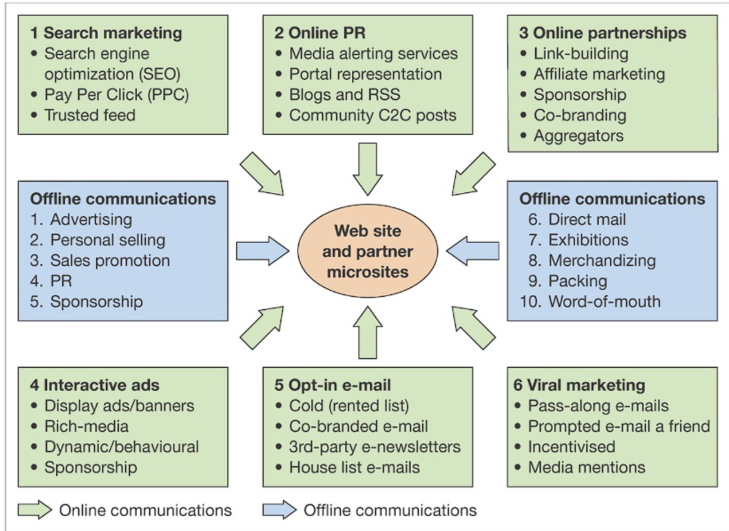 1 Search marketing
• Search engine
optimization (SEO)
• Pay Per Click (PPC)
• Trusted feed
2 Online PR
• Media alerting services
• Portal representation
• Blogs and RSS
• Community C2C posts
3 Online partnerships
• Link-building
• Affiliate marketing
• Sponsorship
• Co-branding
• Aggregators
Offline communications
1. Advertising
2. Personal selling
3. Sales promotion
4. PR
5. Sponsorship
Web site
and partner
microsites
Offline communications
6. Direct mail
7. Exhibitions
8. Merchandizing
9. Packing
10. Word-of-mouth
4 Interactive ads
• Display ads/banners
• Rich-media
• Dynamic/behavioural
• Sponsorship
5 Opt-in e-mail
• Cold (rented list)
• Co-branded e-mail
• 3rd-party e-newsletters
• House list e-mails
6 Viral marketing
• Pass-along e-mails
• Prompted e-mail a friend
• Incentivised
• Media mentions
Online communications
Offline communications